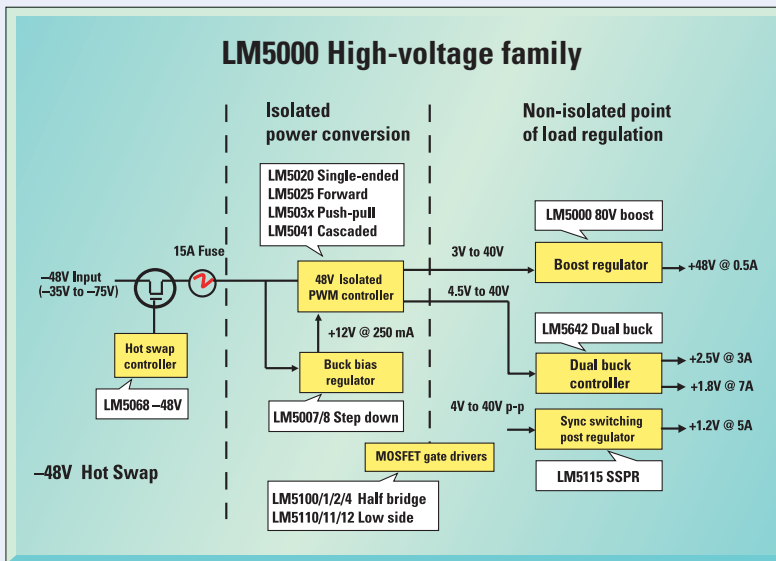 LM5000 High-voltage family
Isolated
power conversion
Non-isolated point
of load regulation
LM5020 Single-ended
LM5025 Forward
LM503x Push-pull
LM5041 Cascaded
LM5000 80V boost
15A Fuse
3V to 40V
Boost regulator
+48V @ 0.5A
–48V Input
(–35V to –75V)
48V Isolated
PWM controller
4.5V to 40V
+12V @ 250 mA
LM5642 Dual buck
Hot swap
controller
Buck bias
regulator
Dual buck
controller
+2.5V @ 3A
+1.8V @ 7A
LM5068 –48V
LM5007/8 Step down
4V to 40V p-p
Sync switching
post regulator
+1.2V @ 5A
MOSFET gate drivers
LM5115 SSPR
–48V Hot Swap
LM5100/1/2/4 Half bridge
LM5110/11/12 Low side